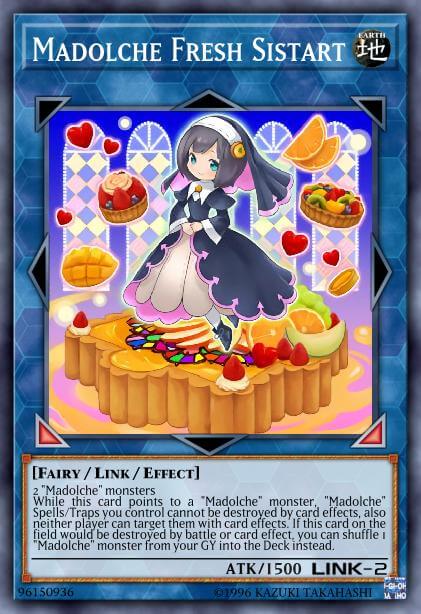 MADOLCHE FRESH SISTART
EARTH
地
[FAIRY / LINK / EFFECT]
2 "Madolche" monsters
While this card points to a "Madolche" monster, "Madolche"
Spells/Traps you control cannot be destroyed by card effects, also
neither player can target them with card effects. If this card on the
field would be destroyed by battle or card effect, you can shuffle 1
"Madolche" monster from your GY into the Deck instead.
ATK/1500 LINK-2
96150936
©1996 KAZUKI TAKAHASHI